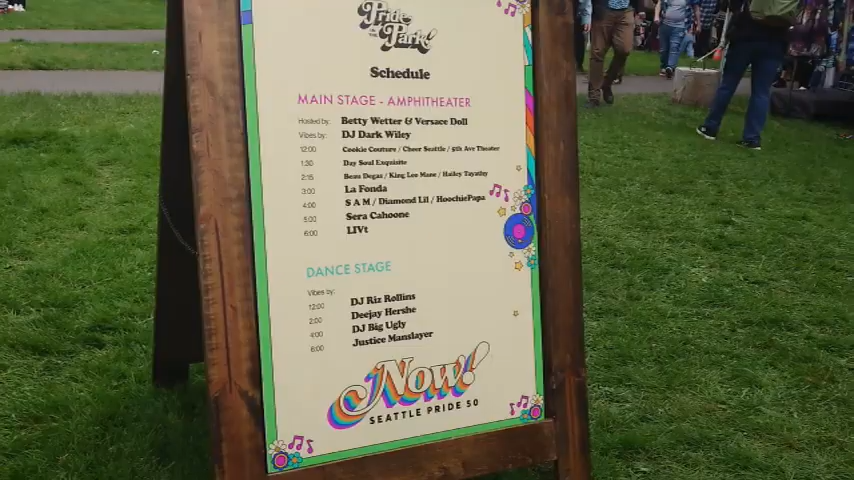 Pride
IN THE
Park!
Schedule
MAIN STAGE - AMPHITHEATER
Hosted by: Betty Wetter & Versace Doll
Vibes by: DJ Dark Wiley
12:00 Cookie Couture / Cheer Seattle / 5th Ave Theater
1:30 Day Soul Exquisite
2:15 Beau Degas / King Leo Mane / Hailey Tayathy
3:00 La Fonda
4:00 S A M / Diamond Lil / HoochiePapa
5:00 Sera Cahoone
6:00 LIVt
DANCE STAGE
Vibes by:
12:00 DJ Riz Rollins
2:00 Deejay Hershe
4:00 DJ Big Ugly
6:00 Justice Manslayer
Now!
SEATTLE PRIDE 50